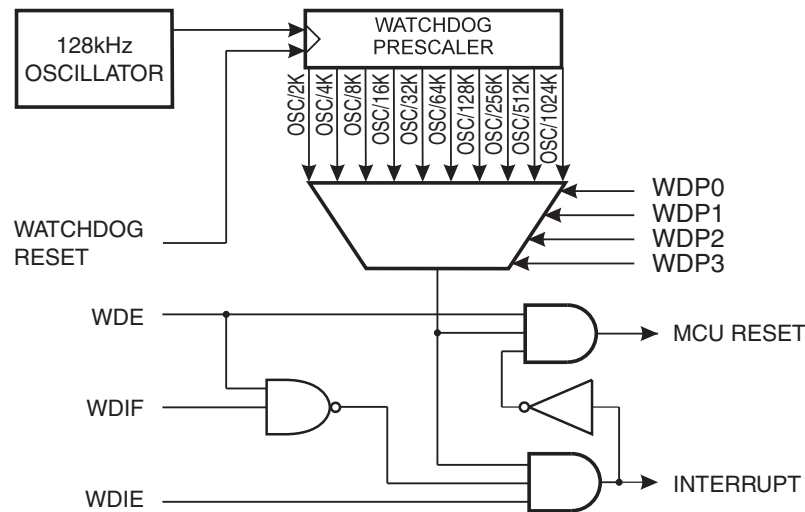 128kHz
OSCILLATOR
WATCHDOG
PRESCALER
OSC/2K
OSC/4K
OSC/8K
OSC/16K
OSC/32K
OSC/64K
OSC/128K
OSC/256K
OSC/512K
OSC/1024K
WDP0
WDP1
WDP2
WDP3
WATCHDOG
RESET
WDE
MCU RESET
WDIF
INTERRUPT
WDIE